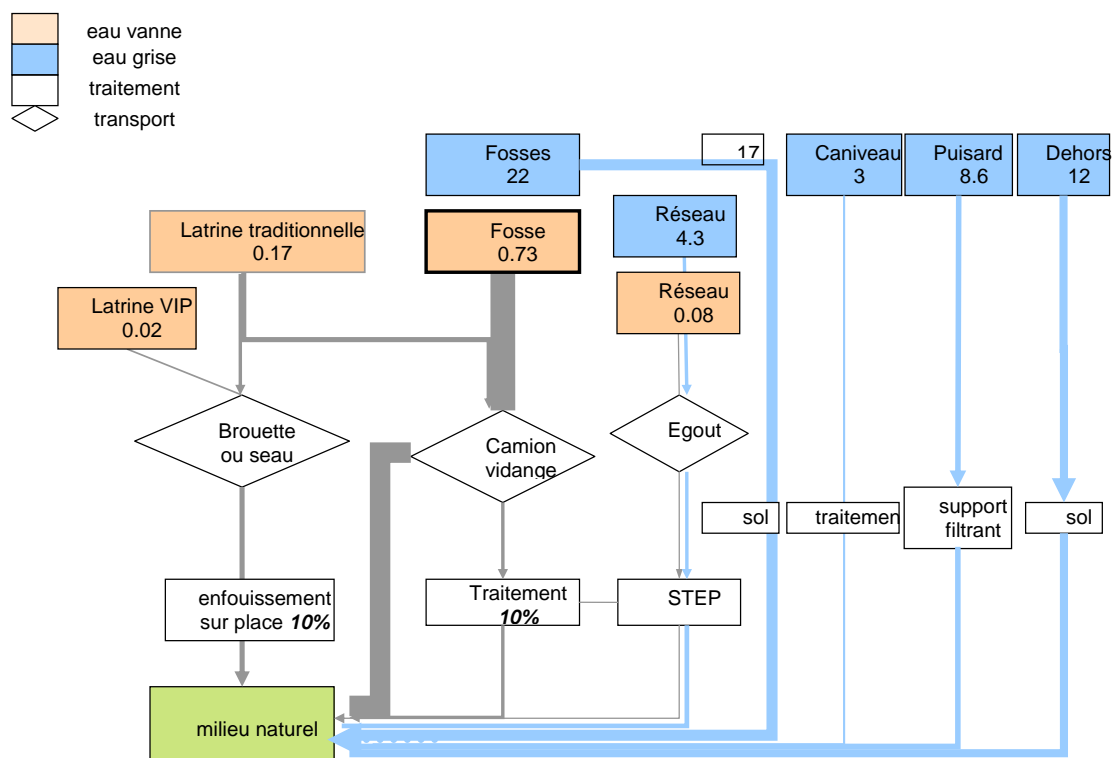 eau vanne
eau grise
traitement
transport
Fosses
22
17
Caniveau
3
Puisard
8.6
Dehors
12
Latrine traditionnelle
0.17
Fosse
0.73
Réseau
4.3
Latrine VIP
0.02
Réseau
0.08
Brouette
ou seau
Camion
vidange
Egout
sol
traitemen
support
filtrant
sol
enfouissement
sur place 10%
Traitement
10%
STEP
milieu naturel